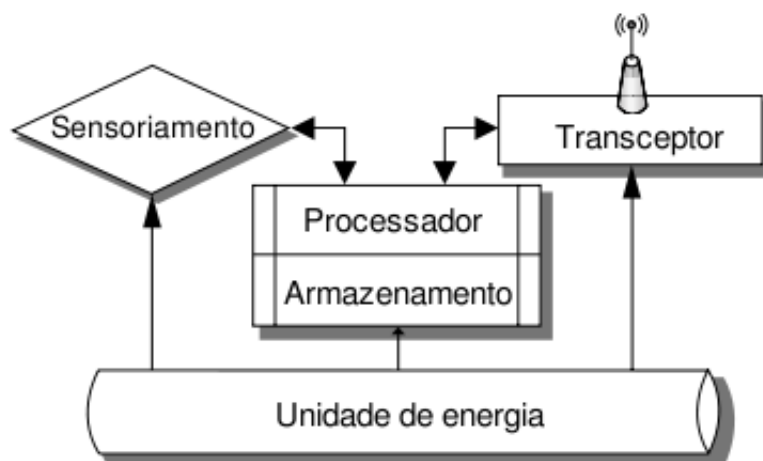 Sensoriamento
Transceptor
Processador
Armazenamento
Unidade de energia